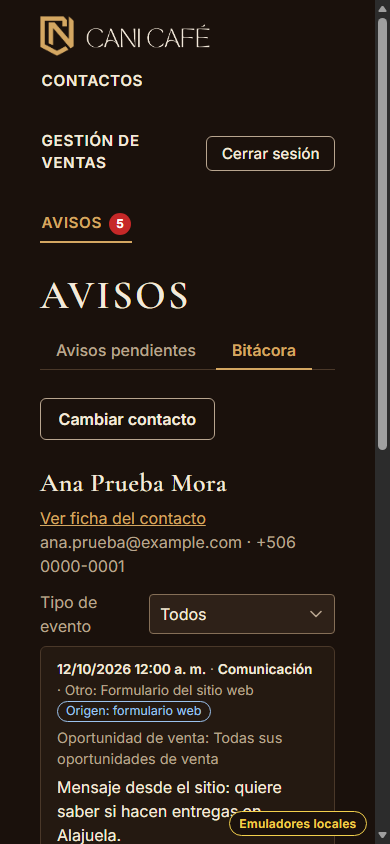 CANI CAFÉ
CONTACTOS
GESTIÓN DE
VENTAS
Cerrar sesión
AVISOS 5
AVISOS
Avisos pendientes Bitácora
Cambiar contacto
Ana Prueba Mora
Ver ficha del contacto
ana.prueba@example.com · +506
0000-0001
Tipo de
evento
Todos
12/10/2026 12:00 a. m. · Comunicación
· Otro: Formulario del sitio web
Origen: formulario web
Oportunidad de venta: Todas sus
oportunidades de venta
Mensaje desde el sitio: quiere
saber si hacen entregas en
Alajuela.
Emuladores locales